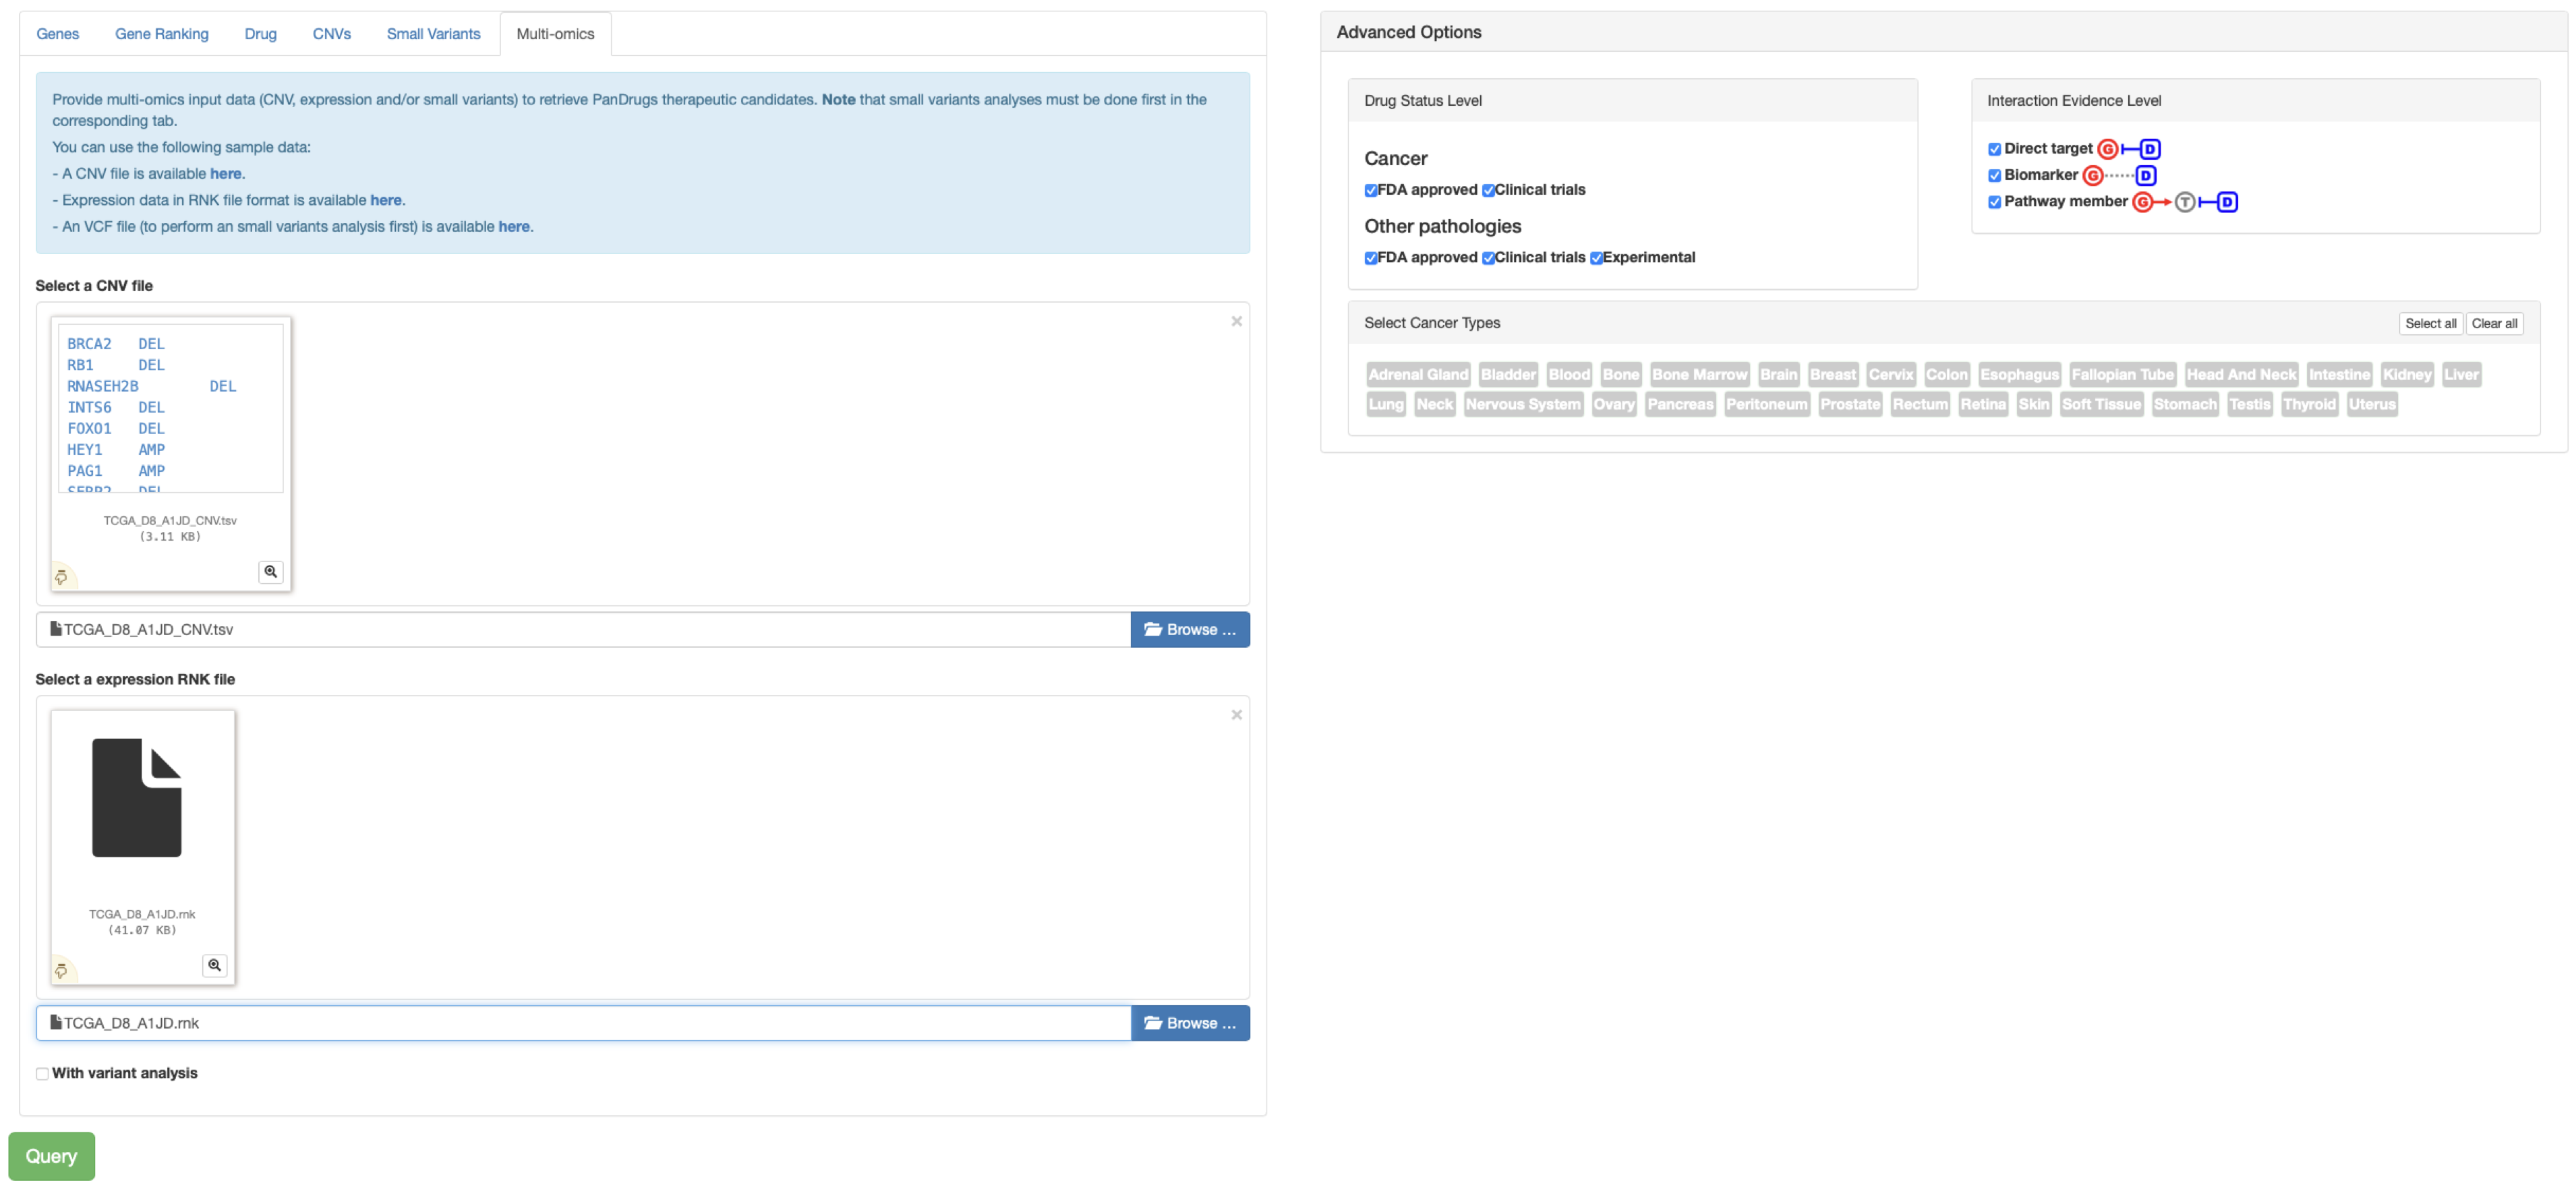 Genes Gene Ranking Drug CNVs Small Variants Multi-omics
Provide multi-omics input data (CNV, expression and/or small variants) to retrieve PanDrugs therapeutic candidates. Note that small variants analyses must be done first in the
corresponding tab.
You can use the following sample data:
- A CNV file is available here.
- Expression data in RNK file format is available here.
- An VCF file (to perform an small variants analysis first) is available here.
Select a CNV file
×
BRCA2 DEL
RB1 DEL
RNASEH2B DEL
INTS6 DEL
FOXO1 DEL
HEY1 AMP
PAG1 AMP
TCGA_D8_A1JD_CNV.tsv
(3.11 KB)
TCGA_D8_A1JD_CNV.tsv Browse ...
Select a expression RNK file
×
TCGA_D8_A1JD.rnk
(41.07 KB)
TCGA_D8_A1JD.rnk Browse ...
With variant analysis
Query
Advanced Options
Drug Status Level
Cancer
FDA approved Clinical trials
Other pathologies
FDA approved Clinical trials Experimental
Interaction Evidence Level
Direct target G D
Biomarker G D
Pathway member G T D
Select Cancer Types Select all Clear all
Adrenal Gland Bladder Blood Bone Bone Marrow Brain Breast Cervix Colon Esophagus Fallopian Tube Head And Neck Intestine Kidney Liver
Lung Neck Nervous System Ovary Pancreas Peritoneum Prostate Rectum Retina Skin Soft Tissue Stomach Testis Thyroid Uterus